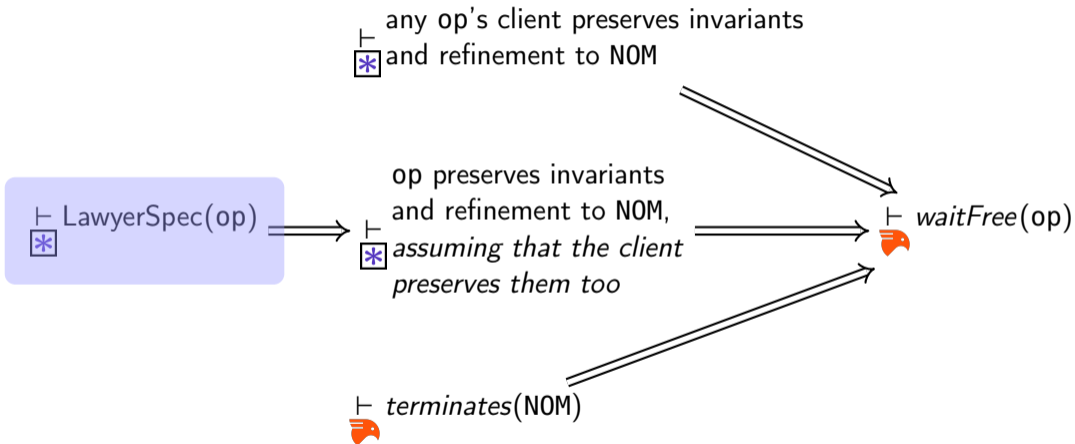 ⊢ any op's client preserves invariants
and refinement to NOM
op preserves invariants
and refinement to NOM,
⊢ LawyerSpec(op)
⊢ assuming that the client
preserves them too
⊢ waitFree(op)
⊢ terminates(NOM)